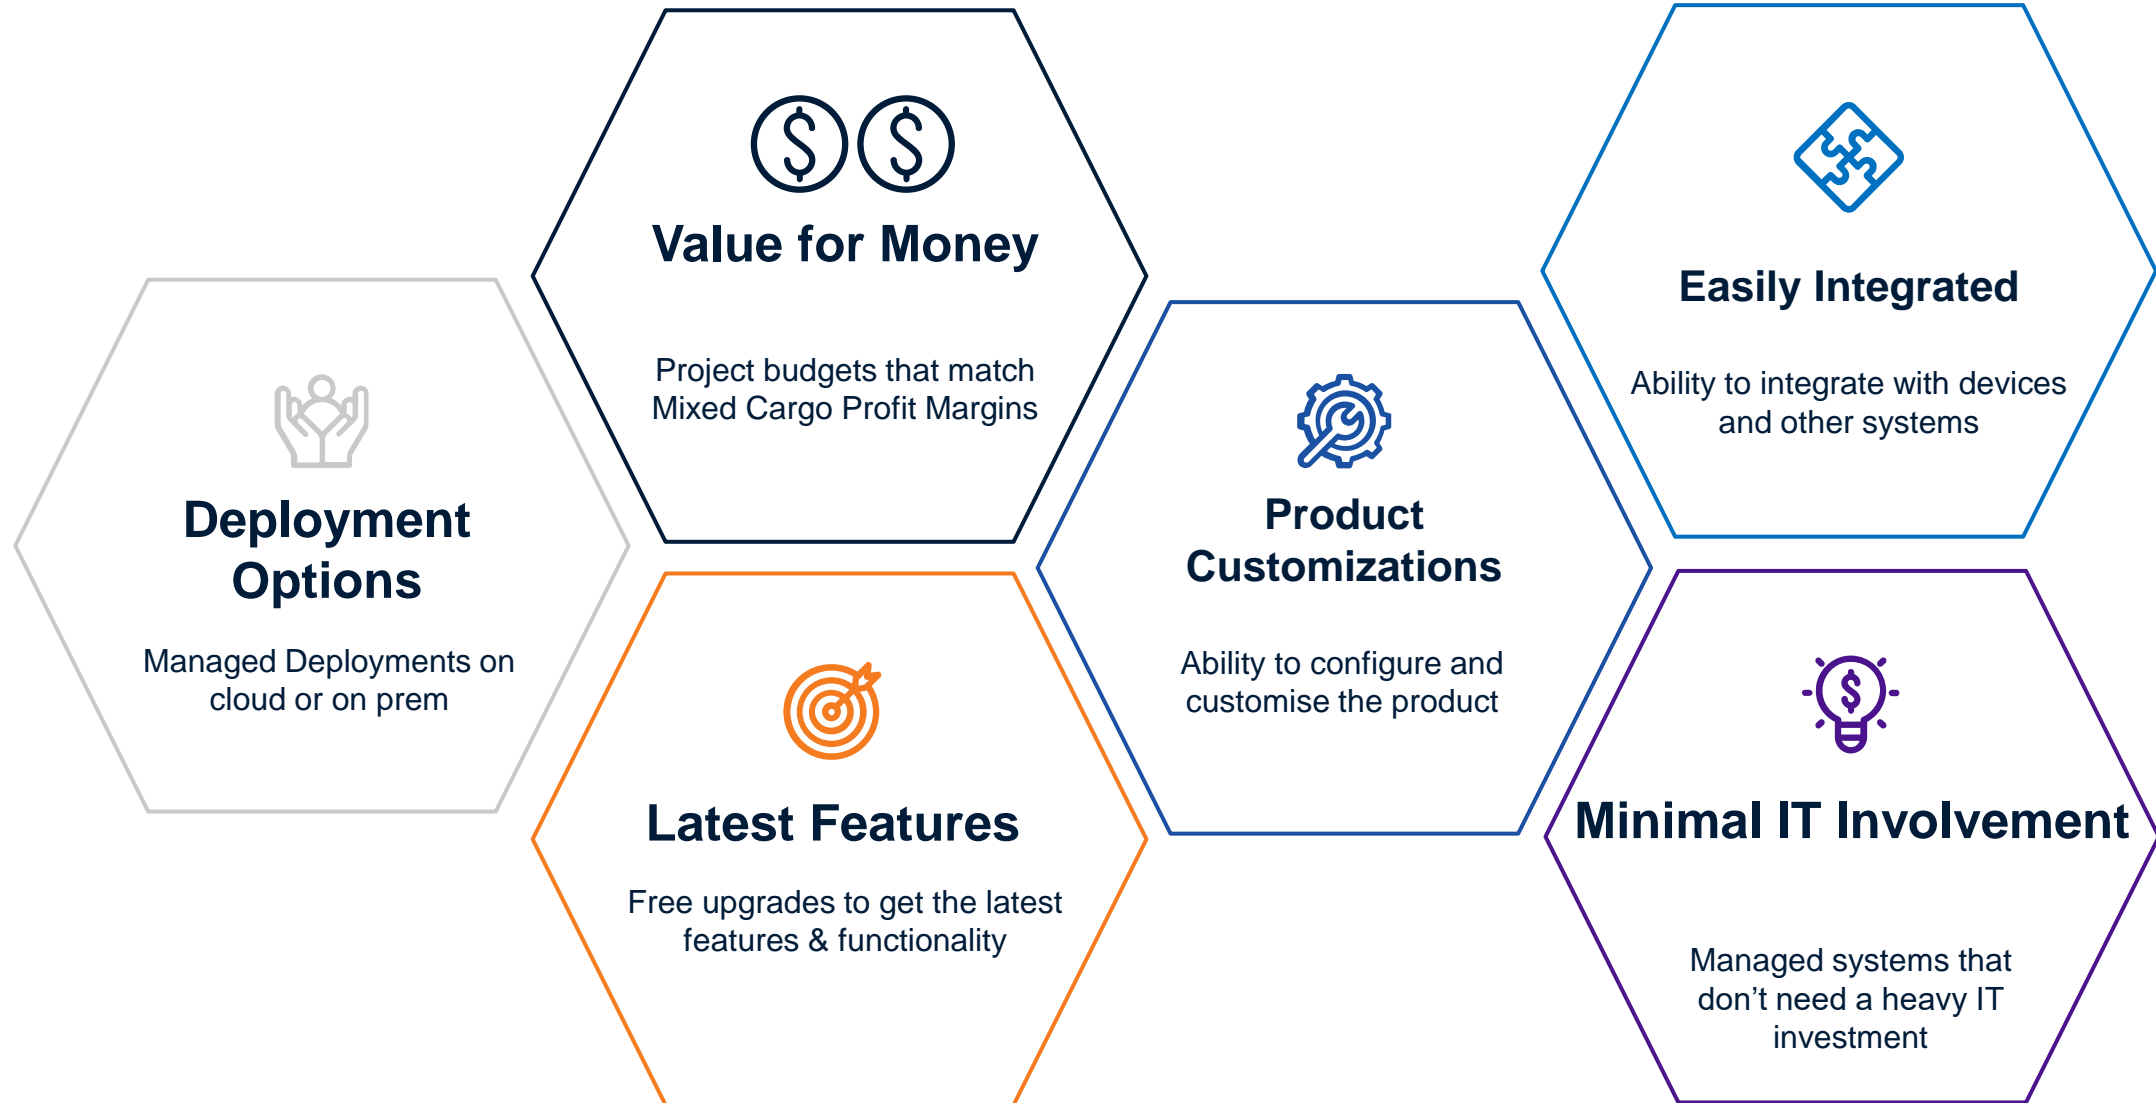 Deployment
Options
Managed Deployments on
cloud or on prem
Value for Money
Project budgets that match
Mixed Cargo Profit Margins
Latest Features
Free upgrades to get the latest
features & functionality
Product
Customizations
Ability to configure and
customise the product
Easily Integrated
Ability to integrate with devices
and other systems
Minimal IT Involvement
Managed systems that
don’t need a heavy IT
investment